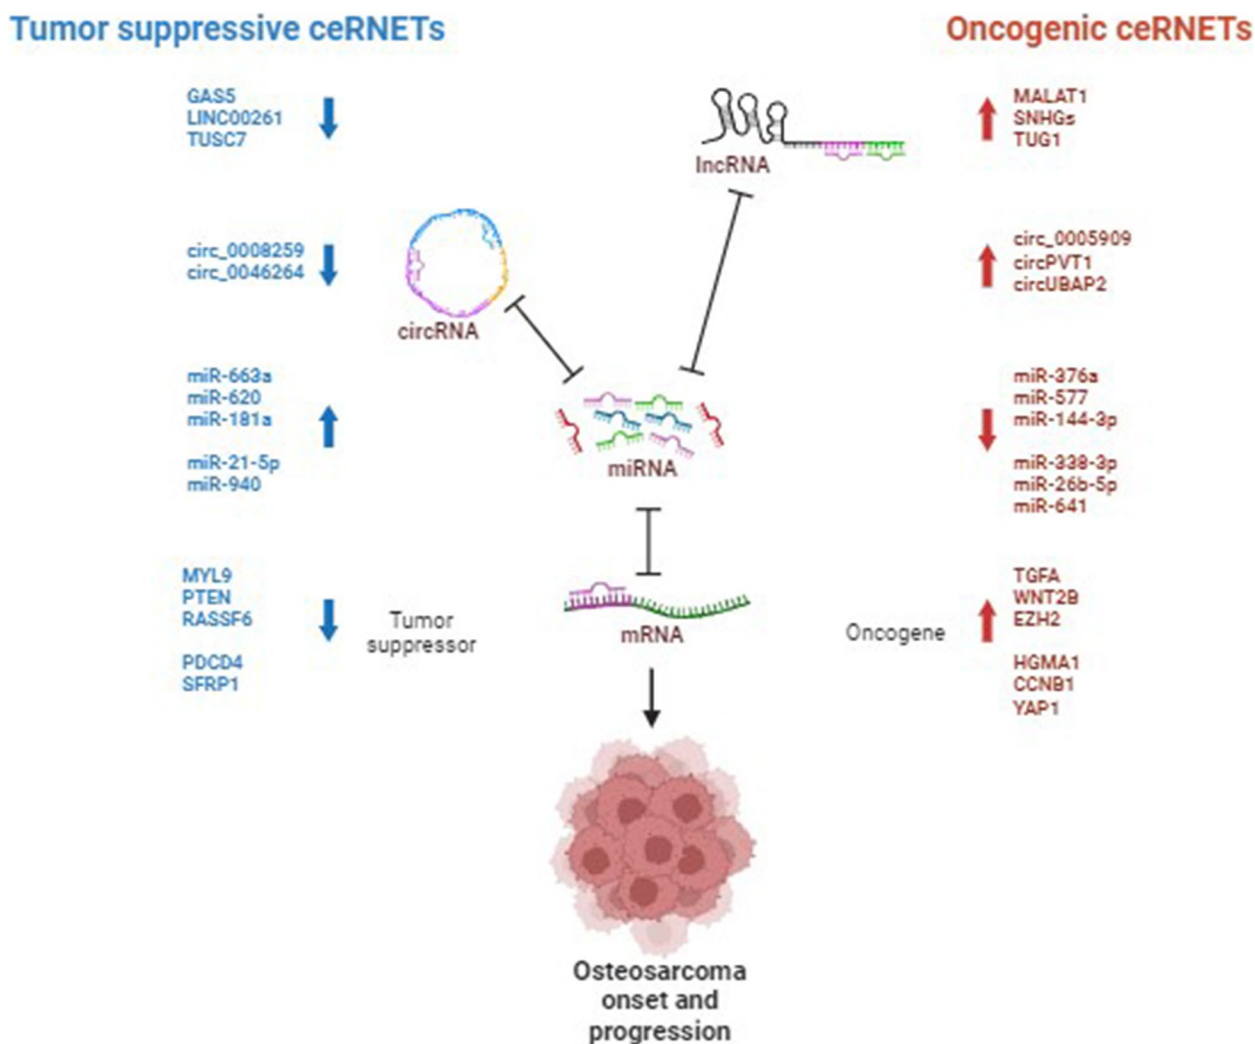 Tumor suppressive ceRNETs
Oncogenic ceRNETs
GAS5
LINC00261
TUSC7
lncRNA
MALAT1
SNHGs
TUG1
circ_0008259
circ_0046264
circRNA
circ_0005909
circPVT1
circUBAP2
miR-663a
miR-620
miR-181a
miR-21-5p
miR-940
miRNA
miR-376a
miR-577
miR-144-3p
miR-338-3p
miR-26b-5p
miR-641
MYL9
PTEN
RASSF6
PDCD4
SFRP1
Tumor
suppressor
mRNA
Oncogene
TGFA
WNT2B
EZH2
HGMA1
CCNB1
YAP1
Osteosarcoma
onset and
progression